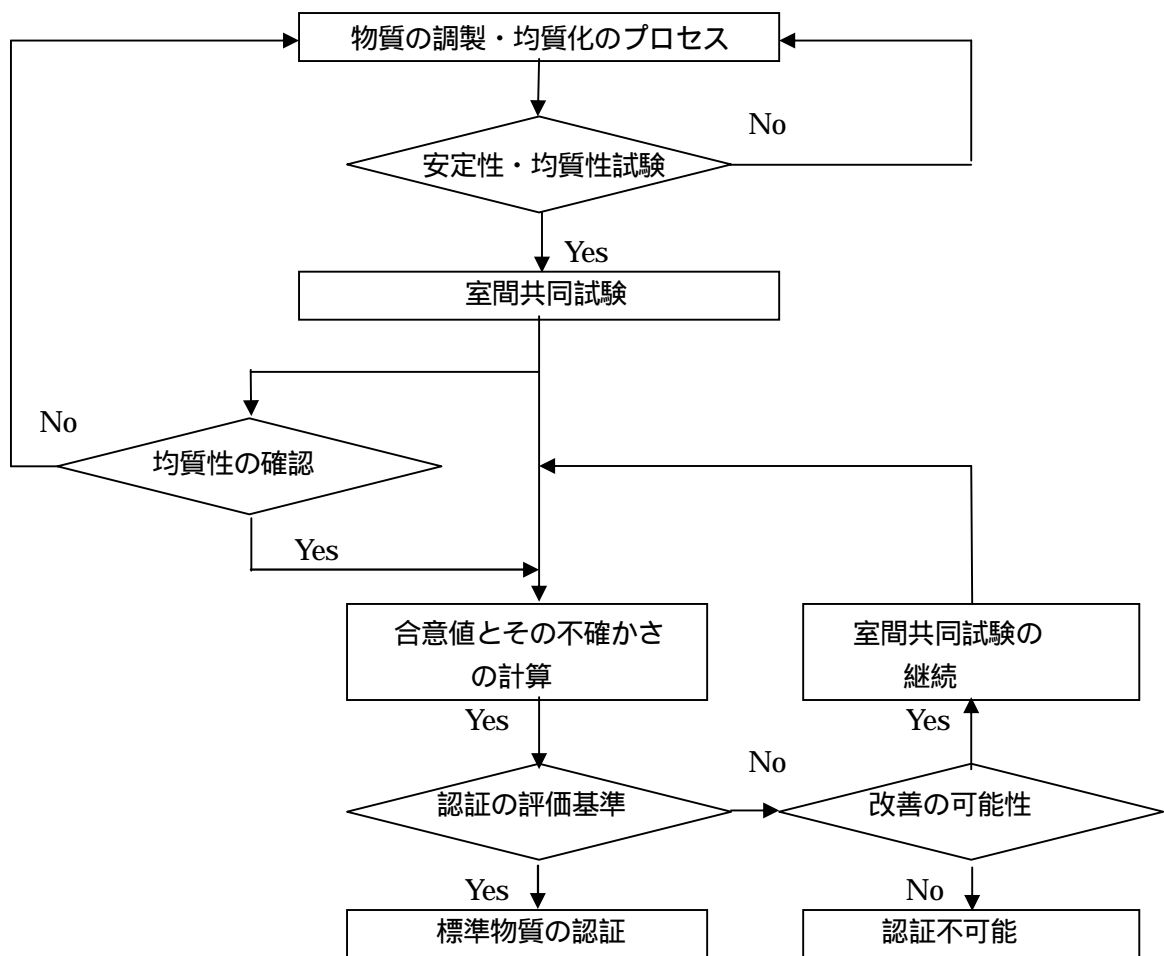 物質の調製・均質化のプロセス
No
安定性・均質性試験
Yes
室間共同試験
No
均質性の確認
Yes
合意値とその不確かさ
の計算
室間共同試験の
継続
Yes
Yes
No
認証の評価基準
改善の可能性
Yes
No
標準物質の認証
認証不可能